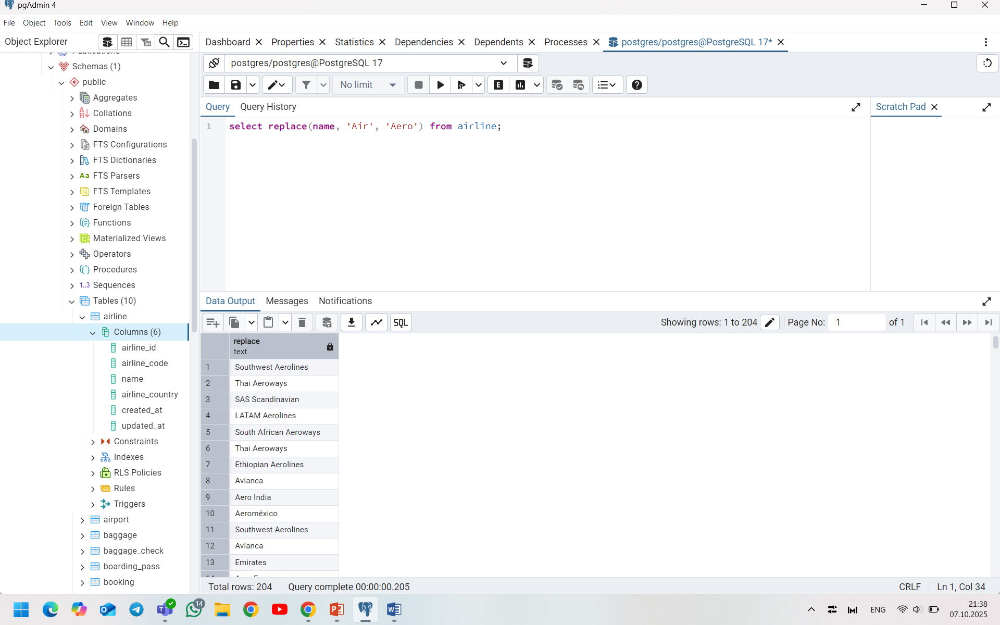 pgAdmin 4
File Object Tools Edit View Window Help
Object Explorer
Dashboard Properties Statistics Dependencies Dependents Processes postgres/postgres@PostgreSQL 17*
postgres/postgres@PostgreSQL 17
No limit
E
Query Query History
Scratch Pad
1 select replace(name, 'Air', 'Aero') from airline;
Schemas (1)
public
Aggregates
Collations
Domains
FTS Configurations
FTS Dictionaries
Aa FTS Parsers
FTS Templates
Foreign Tables
Functions
Materialized Views
Operators
Procedures
1..3 Sequences
Tables (10)
airline
Columns (6)
airline_id
airline_code
name
airline_country
created_at
updated_at
Constraints
Indexes
RLS Policies
Rules
Triggers
airport
baggage
baggage_check
boarding_pass
booking
Data Output Messages Notifications
SQL
Showing rows: 1 to 204 Page No: 1 of 1
replace
text
1 Southwest Aerolines
2 Thai Aeroways
3 SAS Scandinavian
4 LATAM Aerolines
5 South African Aeroways
6 Thai Aeroways
7 Ethiopian Aerolines
8 Avianca
9 Aero India
10 Aeroméxico
11 Southwest Aerolines
12 Avianca
13 Emirates
Total rows: 204 Query complete 00:00:00.205 CRLF Ln 1, Col 34
14
ENG
21:38
07.10.2025